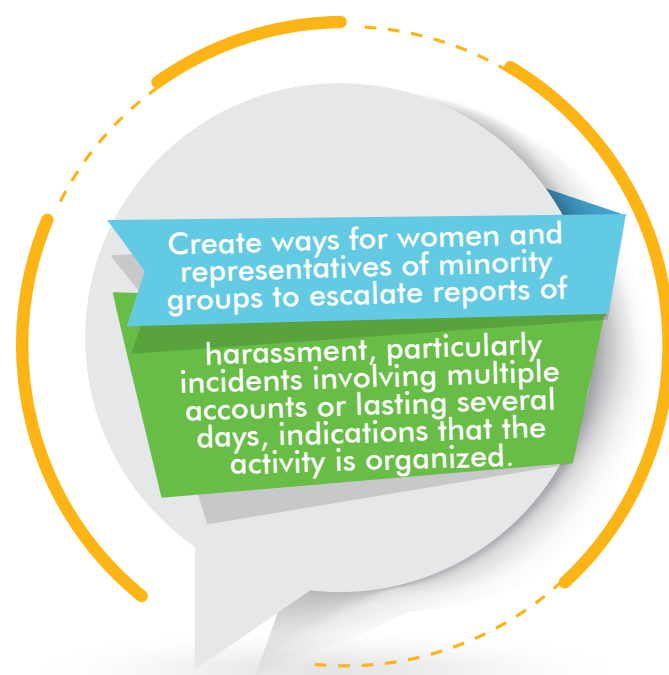 Create ways for women and
representatives of minority
groups to escalate reports of
harassment, particularly
incidents involving multiple
accounts or lasting several
days, indications that the
activity is organized.